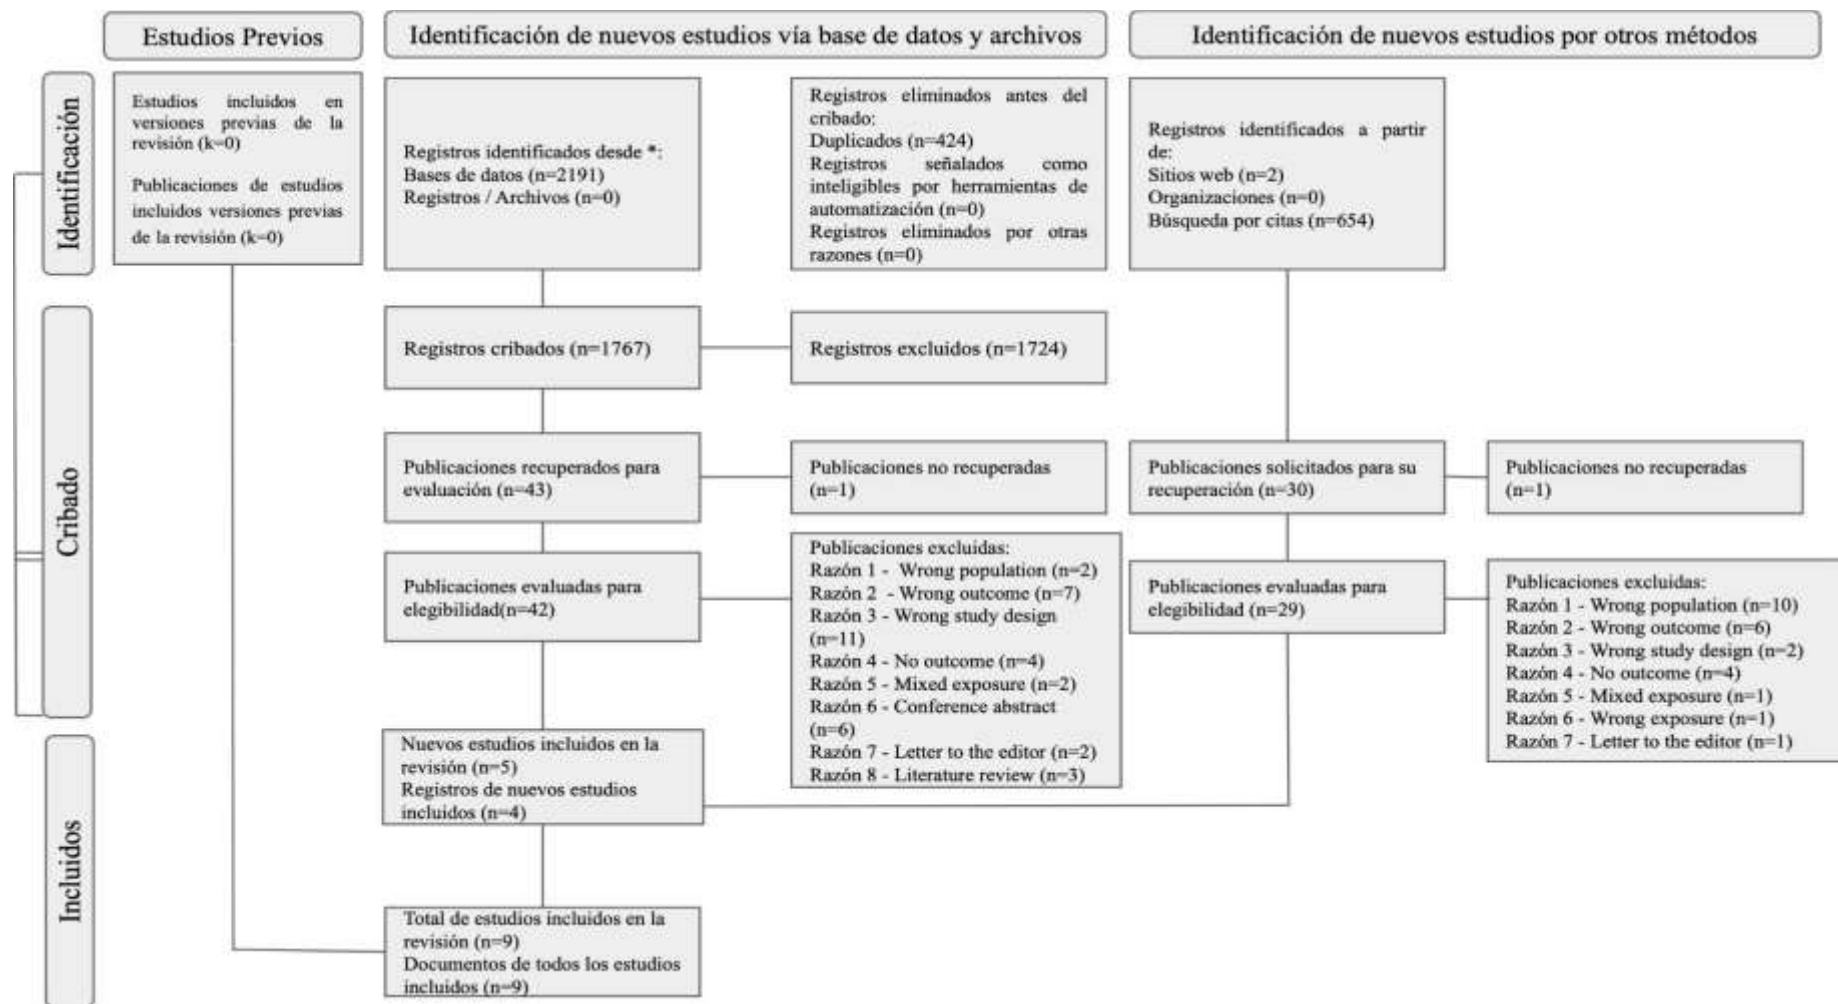 Estudios Previos
Identificación de nuevos estudios vía base de datos y archivos
Identificación de nuevos estudios por otros métodos
Identificación
Estudios incluidos en
versiones previas de la
revisión (k=0)
Publicaciones de estudios
incluidos versiones previas
de la revisión (k=0)
Registros identificados desde *:
Bases de datos (n=2191)
Registros / Archivos (n=0)
Registros eliminados antes del
cribado:
Duplicados (n=424)
Registros señalados como
inteligibles por herramientas de
automatización (n=0)
Registros eliminados por otras
razones (n=0)
Registros identificados a partir
de:
Sitios web (n=2)
Organizaciones (n=0)
Búsqueda por citas (n=654)
Cribado
Registros cribados (n=1767)
Registros excluidos (n=1724)
Publicaciones recuperados para
evaluación (n=43)
Publicaciones no recuperadas
(n=1)
Publicaciones solicitados para su
recuperación (n=30)
Publicaciones no recuperadas
(n=1)
Publicaciones evaluadas para
elegibilidad(n=42)
Publicaciones excluidas:
Razón 1 - Wrong population (n=2)
Razón 2 - Wrong outcome (n=7)
Razón 3 - Wrong study design
(n=11)
Razón 4 - No outcome (n=4)
Razón 5 - Mixed exposure (n=2)
Razón 6 - Conference abstract
(n=6)
Razón 7 - Letter to the editor (n=2)
Razón 8 - Literature review (n=3)
Publicaciones evaluadas para
elegibilidad (n=29)
Publicaciones excluidas:
Razón 1 - Wrong population (n=10)
Razón 2 - Wrong outcome (n=6)
Razón 3 - Wrong study design (n=2)
Razón 4 - No outcome (n=4)
Razón 5 - Mixed exposure (n=1)
Razón 6 - Wrong exposure (n=1)
Razón 7 - Letter to the editor (n=1)
Incluidos
Nuevos estudios incluidos en la
revisión (n=5)
Registros de nuevos estudios
incluidos (n=4)
Total de estudios incluidos en la
revisión (n=9)
Documentos de todos los estudios
incluidos (n=9)